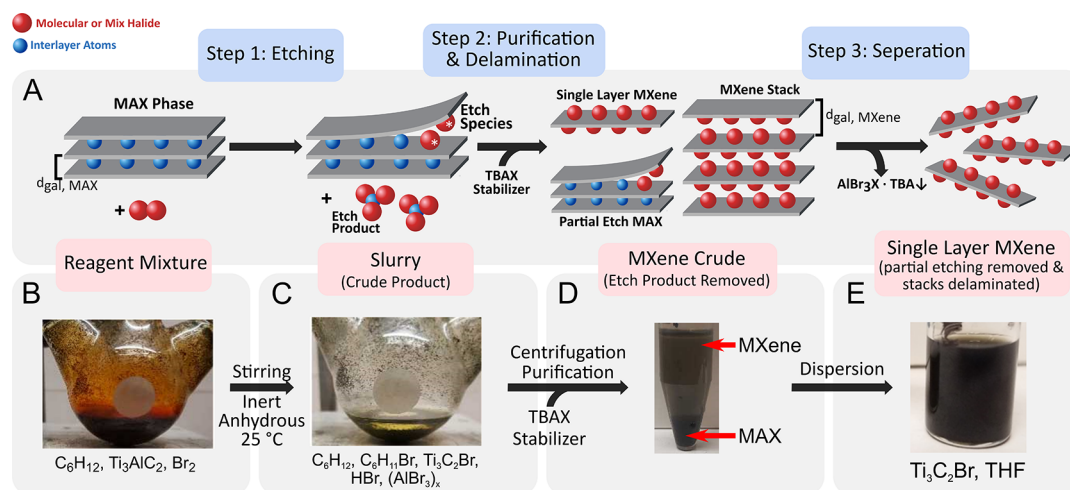 Molecular or Mix Halide
Interlayer Atoms
Step 1: Etching
Step 2: Purification
& Delamination
Step 3: Seperation
A
MAX Phase
dgal, MAX
+
Etch
Species
*
*
+
Etch
Product
TBAX
Stabilizer
Single Layer MXene
Partial Etch MAX
MXene Stack
dgal, MXene
AlBr₃X · TBA↓
Reagent Mixture
Slurry
(Crude Product)
MXene Crude
(Etch Product Removed)
Single Layer MXene
(partial etching removed &
stacks delaminated)
B
C₆H₁₂, Ti₃AlC₂, Br₂
Stirring
Inert
Anhydrous
25 °C
C
C₆H₁₂, C₆H₁₁Br, Ti₃C₂Br,
HBr, (AlBr₃)ₓ
Centrifugation
Purification
TBAX
Stabilizer
D
MXene
MAX
Dispersion
E
Ti₃C₂Br, THF